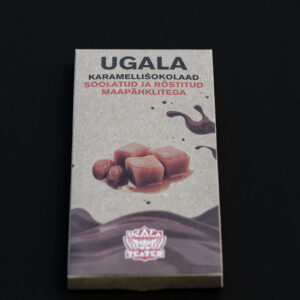 UGALA
KARAMELLIŠOKOLAAD
SOOLATUD JA RÖSTITUD
MAAPÄHKLITEGA
UGALA
TEATER